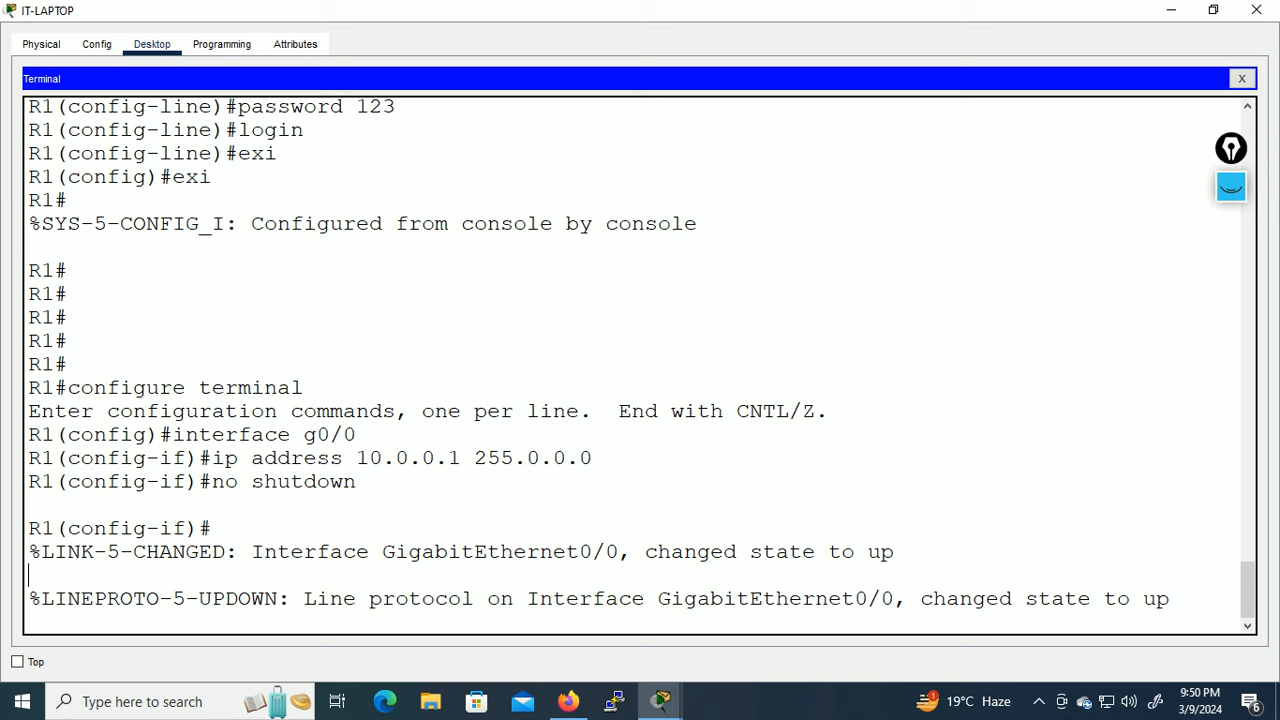 IT-LAPTOP
Physical Config Desktop Programming Attributes
Terminal X
R1(config-line)#password 123
R1(config-line)#login
R1(config-line)#exi
R1(config)#exi
R1#
%SYS-5-CONFIG_I: Configured from console by console
R1#
R1#
R1#
R1#
R1#
R1#configure terminal
Enter configuration commands, one per line.  End with CNTL/Z.
R1(config)#interface g0/0
R1(config-if)#ip address 10.0.0.1 255.0.0.0
R1(config-if)#no shutdown
R1(config-if)#
%LINK-5-CHANGED: Interface GigabitEthernet0/0, changed state to up
%LINEPROTO-5-UPDOWN: Line protocol on Interface GigabitEthernet0/0, changed state to up
Top
Type here to search
1 19°C Haze
9:50 PM
3/9/2024
6